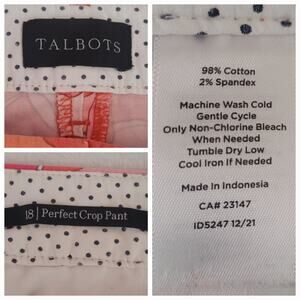 TALBOTS
18 | Perfect Crop Pant
98% Cotton
2% Spandex
Machine Wash Cold
Gentle Cycle
Only Non-Chlorine Bleach
When Needed
Tumble Dry Low
Cool Iron If Needed
Made In Indonesia
CA# 23147
ID5247 12/21